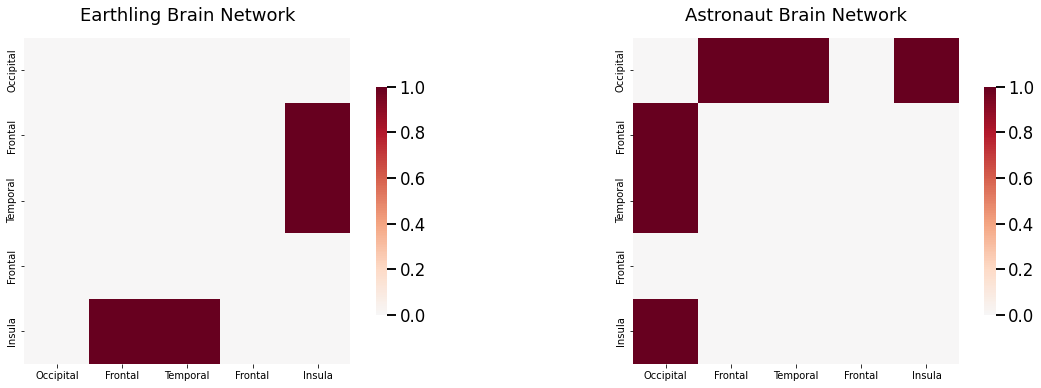 Earthling Brain Network
Occipital
Frontal
Temporal
Frontal
Insula
Occipital Frontal Temporal Frontal Insula
1.0
0.8
0.6
0.4
0.2
0.0
Astronaut Brain Network
Occipital
Frontal
Temporal
Frontal
Insula
Occipital Frontal Temporal Frontal Insula
1.0
0.8
0.6
0.4
0.2
0.0